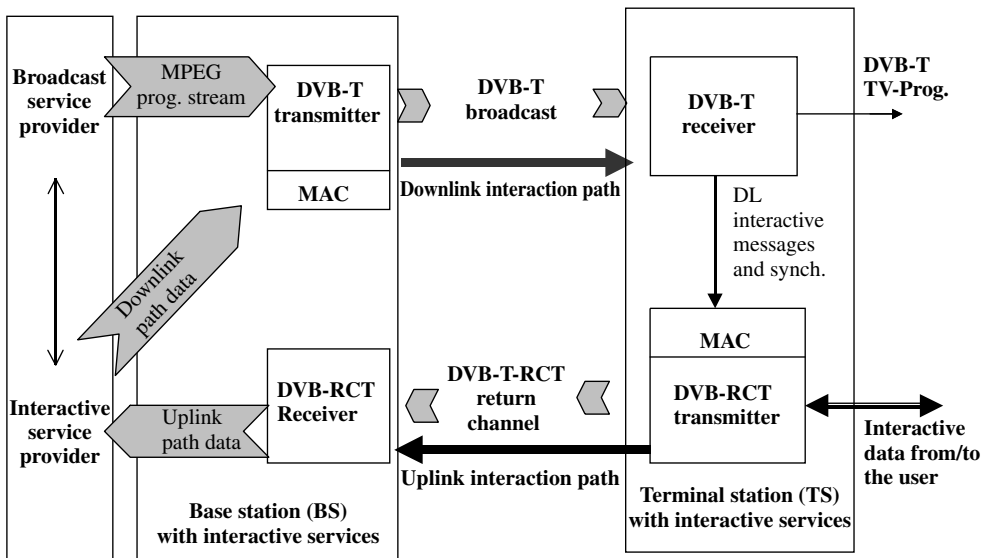 Broadcast
service
provider
MPEG
prog. stream
DVB-T
transmitter
MAC
DVB-T
broadcast
Downlink interaction path
DVB-T
receiver
DVB-T
TV-Prog.
DL
interactive
messages
and synch.
Downlink
path data
Interactive
service
provider
Uplink
path data
DVB-RCT
Receiver
DVB-T-RCT
return
channel
Uplink interaction path
MAC
DVB-RCT
transmitter
Interactive
data from/to
the user
Base station (BS)
with interactive services
Terminal station (TS)
with interactive services